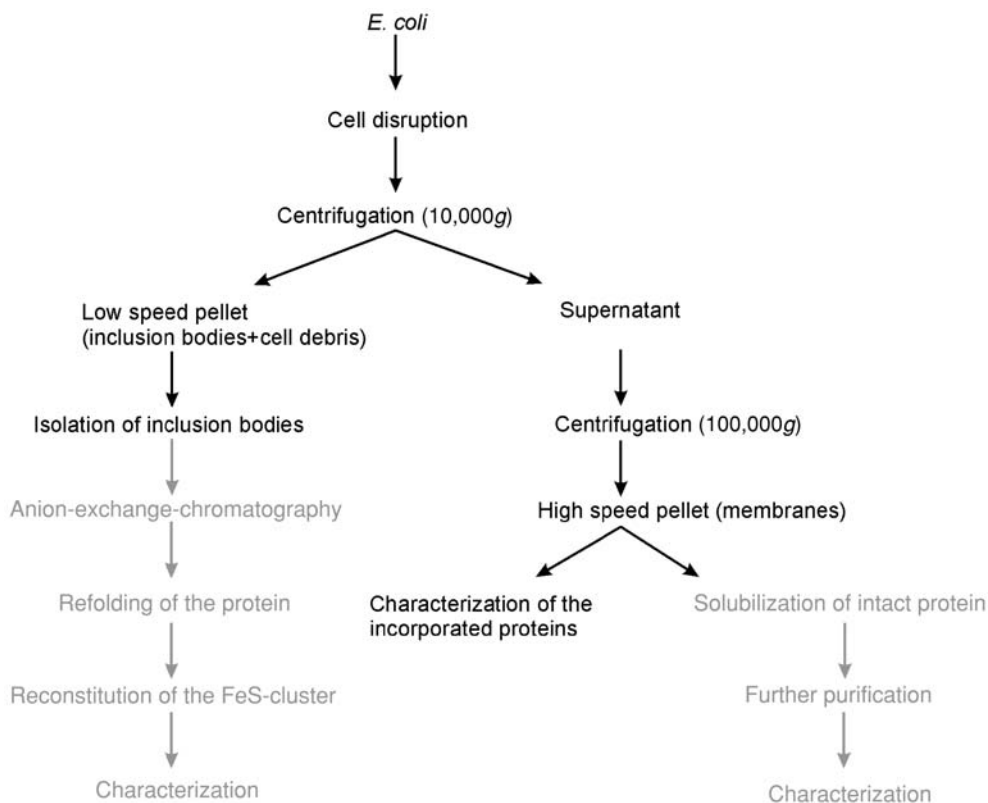 E. coli
Cell disruption
Centrifugation (10,000g)
Low speed pellet
(inclusion bodies+cell debris)
Supernatant
Isolation of inclusion bodies
Centrifugation (100,000g)
Anion-exchange-chromatography
High speed pellet (membranes)
Refolding of the protein
Characterization of the
incorporated proteins
Solubilization of intact protein
Reconstitution of the FeS-cluster
Further purification
Characterization
Characterization